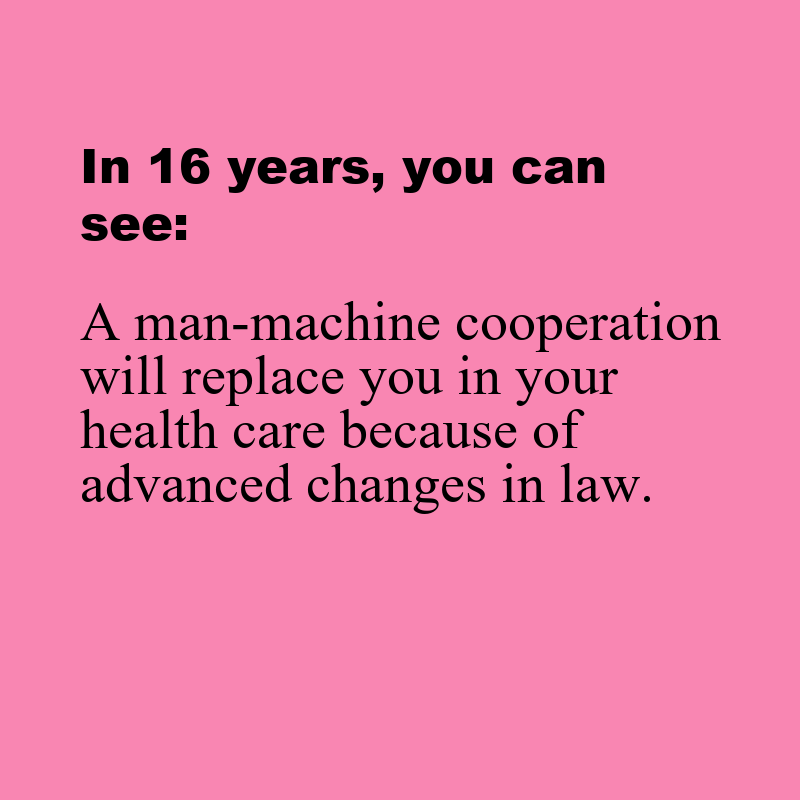 In 16 years, you can
see:
A man-machine cooperation
will replace you in your
health care because of
advanced changes in law.